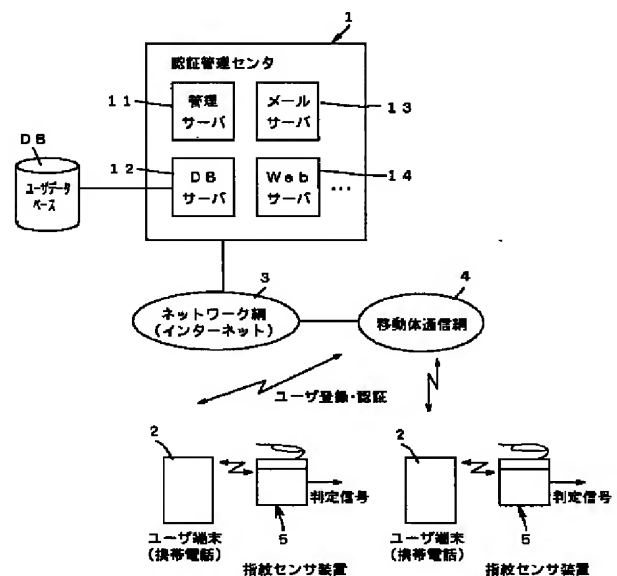 1
認証管理センタ
11
管理
サーバ
メール
サーバ
13
DB
12
DB
サーバ
Web
サーバ
14
...
ユーザデータ
ベース
3
ネットワーク網
(インターネット)
4
移動体通信網
ユーザ登録・認証
2
判定信号
5
ユーザ端末
(携帯電話)
指紋センサ装置
2
判定信号
5
ユーザ端末
(携帯電話)
指紋センサ装置